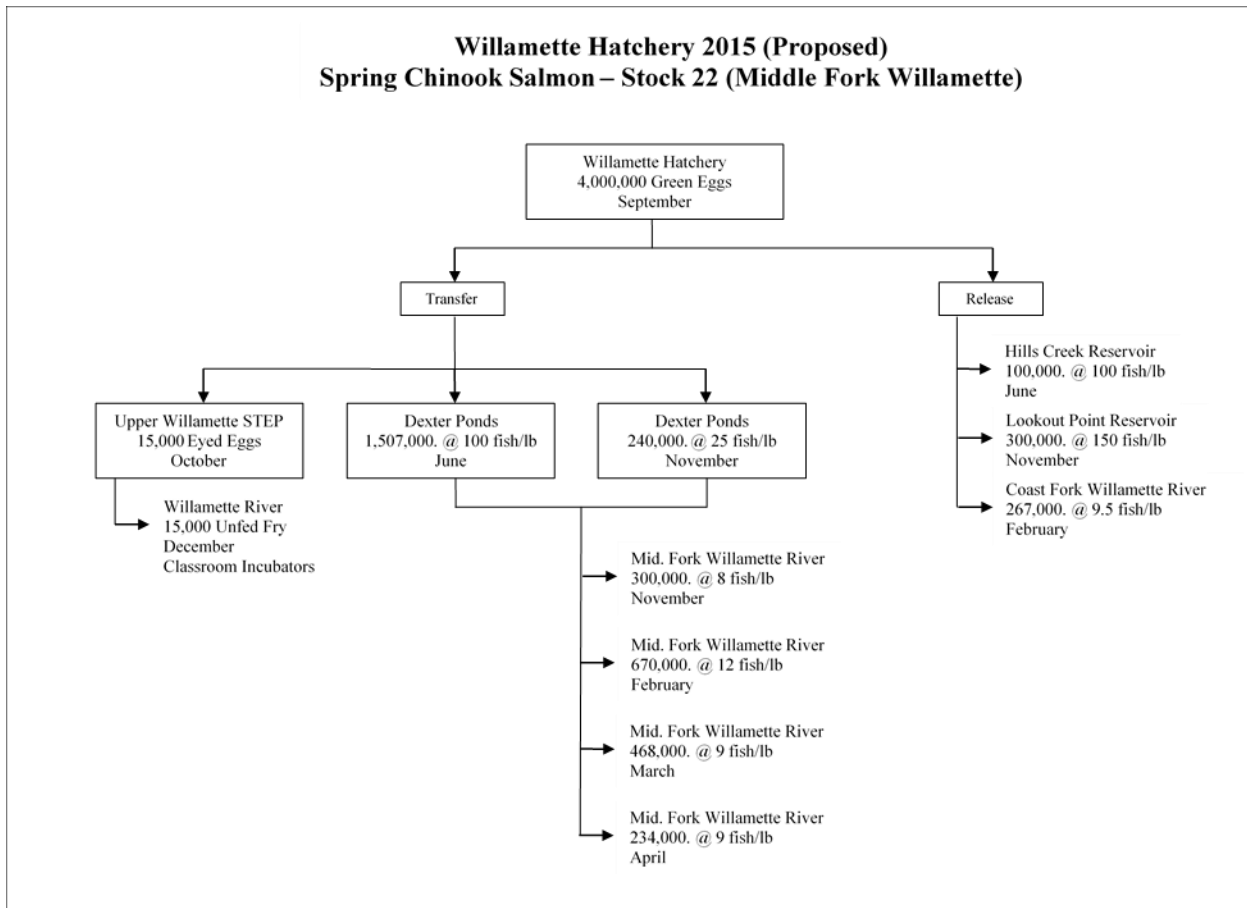 Willamette Hatchery 2015 (Proposed)
Spring Chinook Salmon – Stock 22 (Middle Fork Willamette)
Willamette Hatchery
4,000,000 Green Eggs
September
Transfer
Release
Upper Willamette STEP
15,000 Eyed Eggs
October
Willamette River
15,000 Unfed Fry
December
Classroom Incubators
Dexter Ponds
1,507,000. @ 100 fish/lb
June
Dexter Ponds
240,000. @ 25 fish/lb
November
Mid. Fork Willamette River
300,000. @ 8 fish/lb
November
Mid. Fork Willamette River
670,000. @ 12 fish/lb
February
Mid. Fork Willamette River
468,000. @ 9 fish/lb
March
Mid. Fork Willamette River
234,000. @ 9 fish/lb
April
Hills Creek Reservoir
100,000. @ 100 fish/lb
June
Lookout Point Reservoir
300,000. @ 150 fish/lb
November
Coast Fork Willamette River
267,000. @ 9.5 fish/lb
February